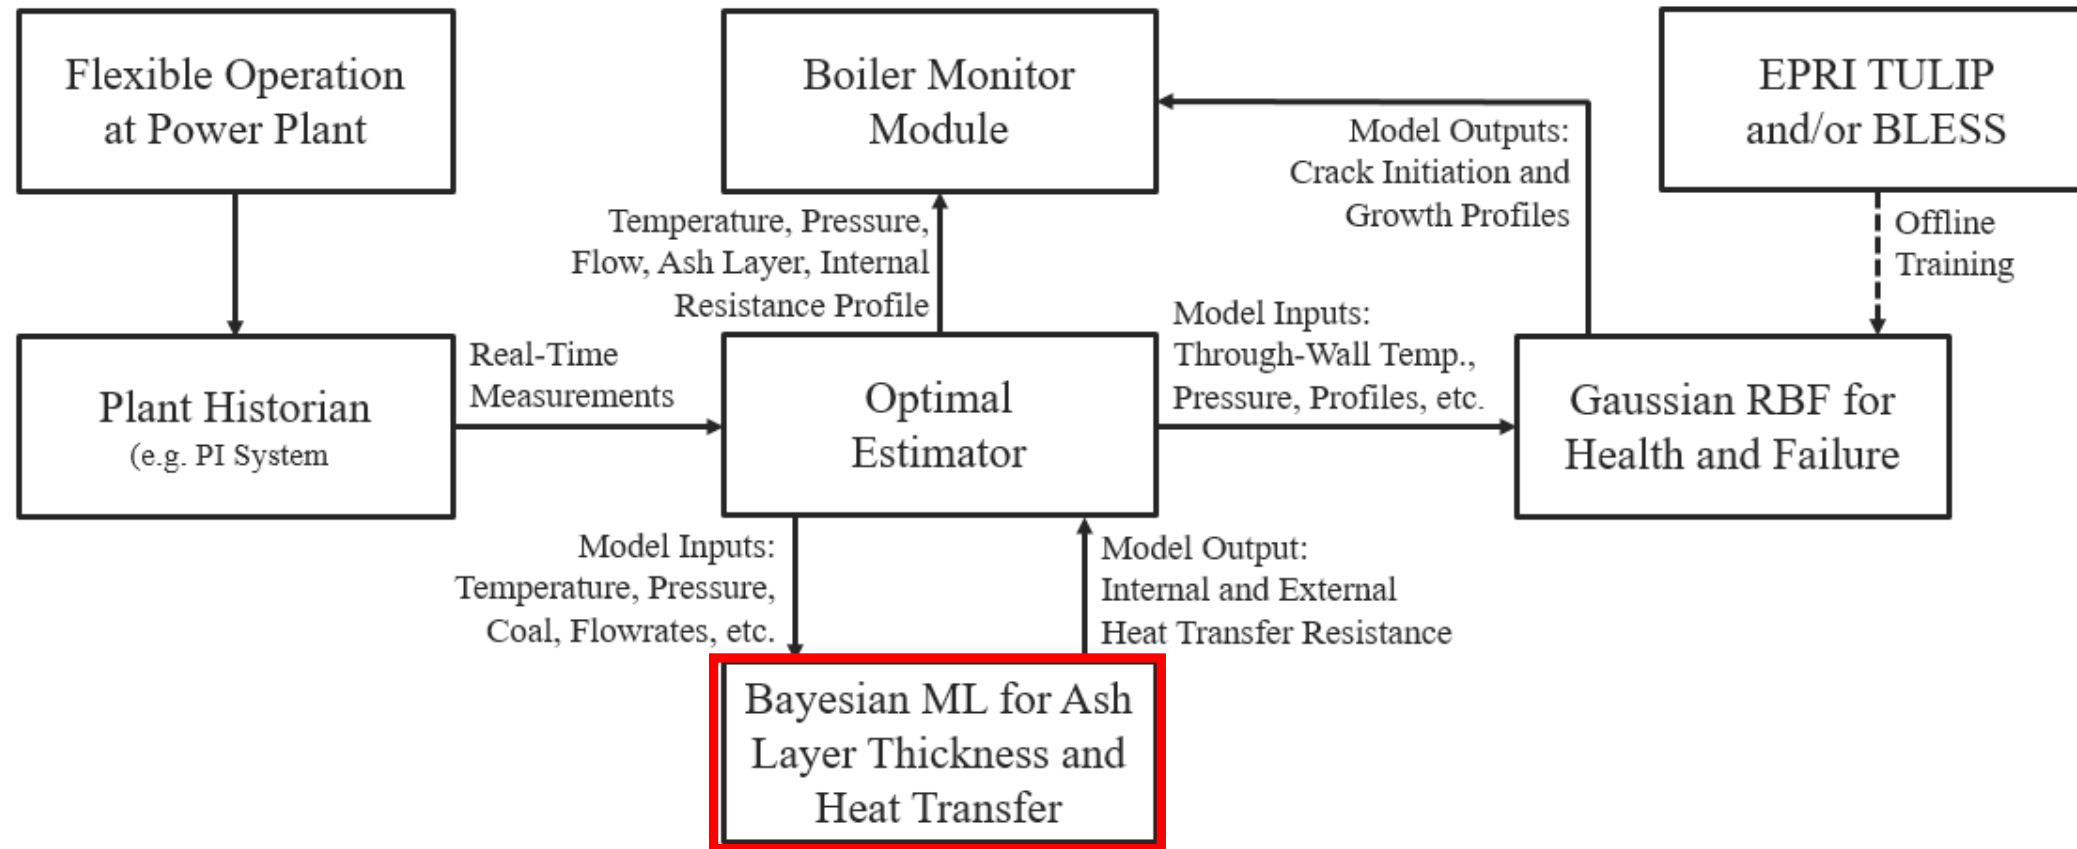 Flexible Operation
at Power Plant
Boiler Monitor
Module
EPRI TULIP
and/or BLESS
Model Outputs:
Crack Initiation and
Growth Profiles
Offline
Training
Temperature, Pressure,
Flow, Ash Layer, Internal
Resistance Profile
Plant Historian
(e.g. PI System
Real-Time
Measurements
Optimal
Estimator
Model Inputs:
Through-Wall Temp.,
Pressure, Profiles, etc.
Gaussian RBF for
Health and Failure
Model Inputs:
Temperature, Pressure,
Coal, Flowrates, etc.
Model Output:
Internal and External
Heat Transfer Resistance
Bayesian ML for Ash
Layer Thickness and
Heat Transfer